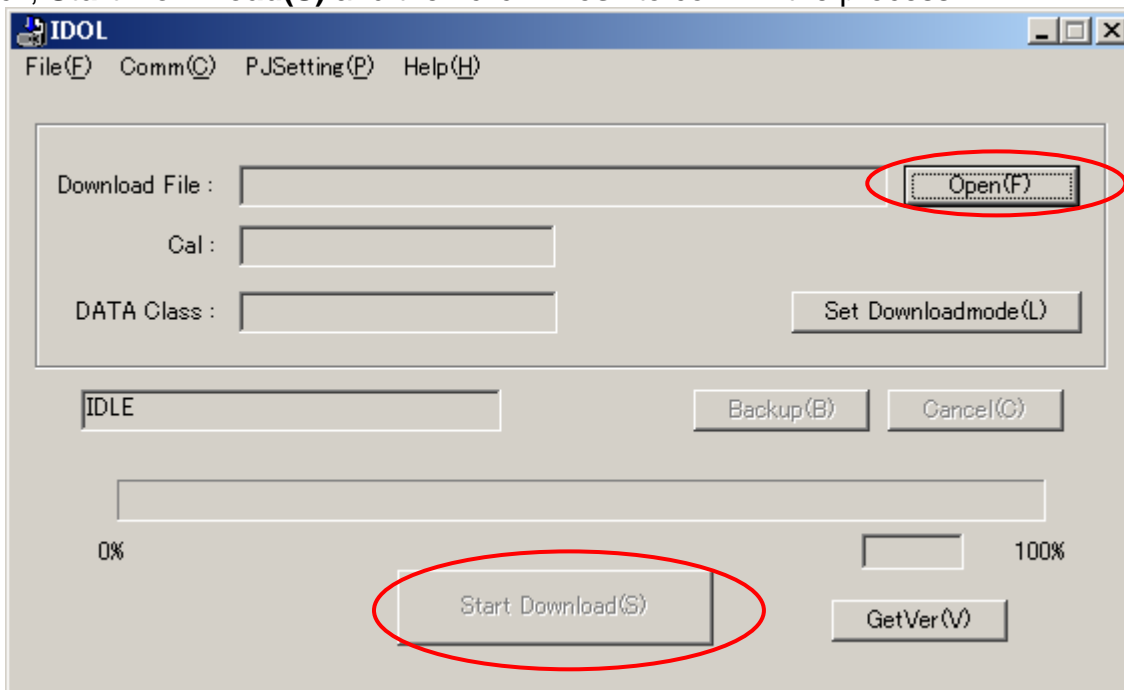 IDOL
File(F) Comm(C) PJSetting(P) Help(H)
Download File : Open(F)
Cal :
DATA Class : Set Downloadmode(L)
IDLE Backup(B) Cancel(C)
0% 100%
Start Download(S)
GetVer(V)